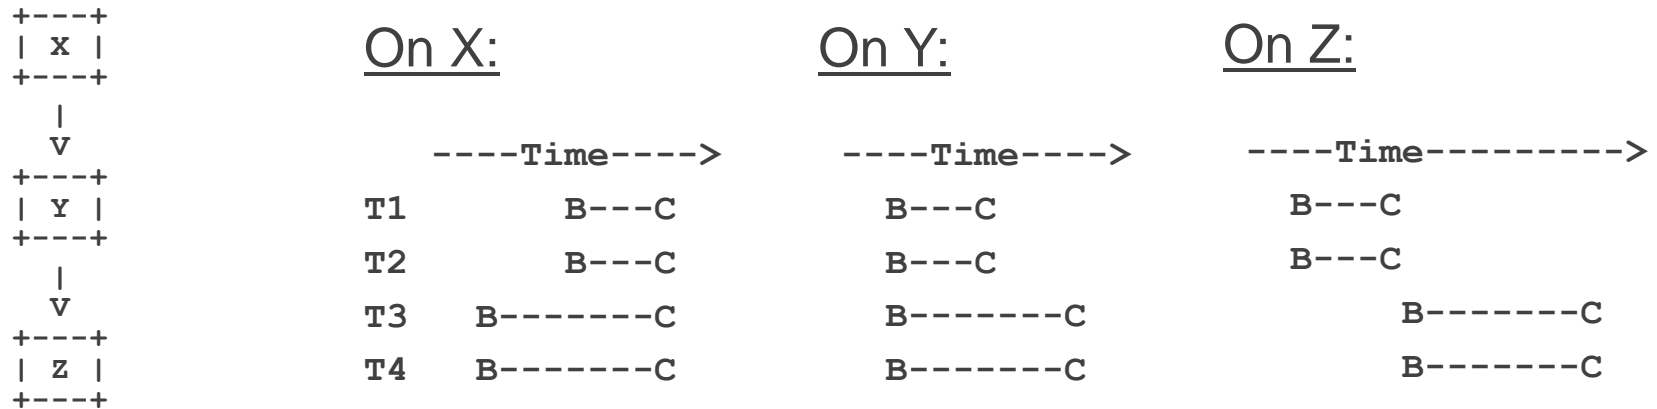 +----+
| X |
+----+
|
V
+----+
| Y |
+----+
|
V
+----+
| Z |
+----+
On X:
----Time---->
T1 B---C
T2 B---C
T3 B-------C
T4 B-------C
On Y:
----Time---->
B---C
B---C
B-------C
B-------C
On Z:
----Time--------->
B---C
B---C
B-------C
B-------C